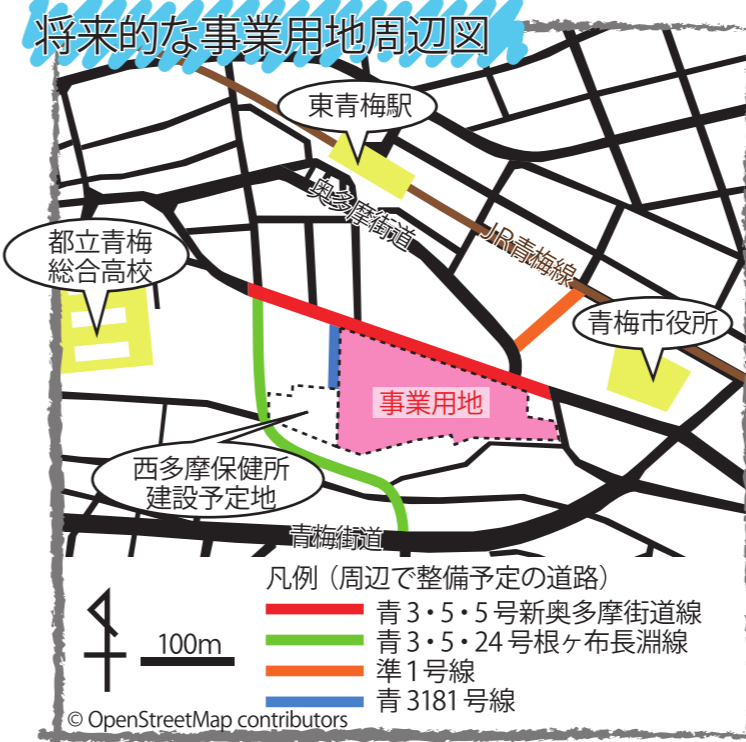 将来的な事業用地周辺図
東青梅駅
奥多摩街道
都立青梅
総合高校
JR青梅線
青梅市役所
事業用地
西多摩保健所
建設予定地
青梅街道
凡例（周辺で整備予定の道路）
青3・5・5号新奥多摩街道線
青3・5・24号根ヶ布長淵線
準1号線
青3181号線
100m
© OpenStreetMap contributors